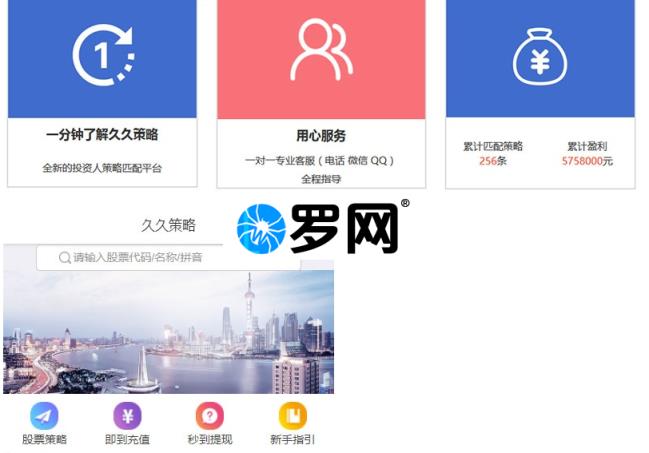 1
一分钟了解久久策略
全新的投资人策略匹配平台
用心服务
一对一专业客服（电话 微信 QQ）
全程指导
¥
累计匹配策略
256条
累计盈利
5758000元
久久策略
罗网®
请输入股票代码/名称/拼音
¥
?
股票策略
即到充值
秒到提现
新手指引